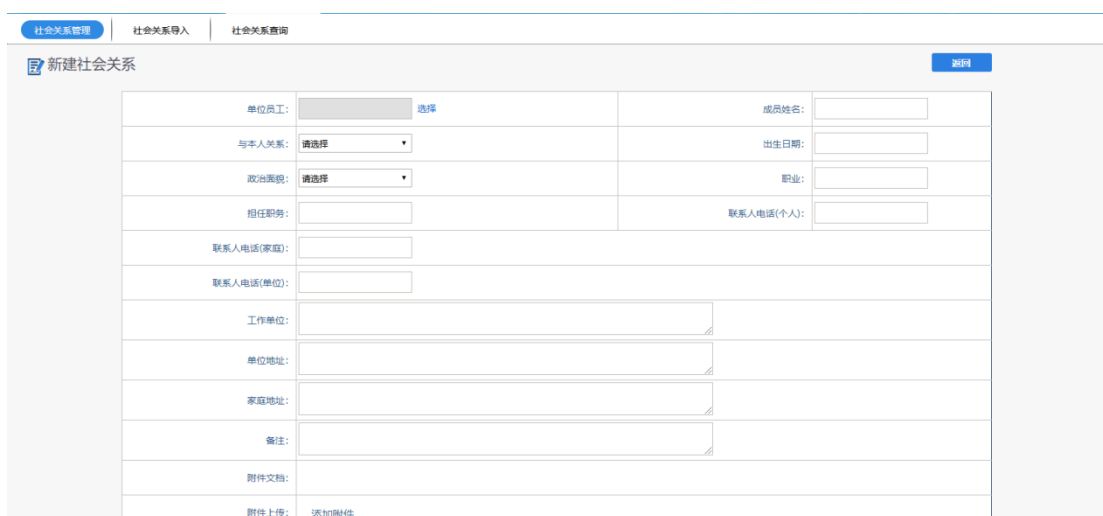 社会关系管理 社会关系导入 社会关系查询
新建社会关系 返回
单位员工: 选择 成员姓名:
与本人关系: 请选择 出生日期:
政治面貌: 请选择 职业:
担任职务: 联系人电话(个人):
联系人电话(家庭):
联系人电话(单位):
工作单位:
单位地址:
家庭地址:
备注:
附件文档:
附件上传: 添加附件